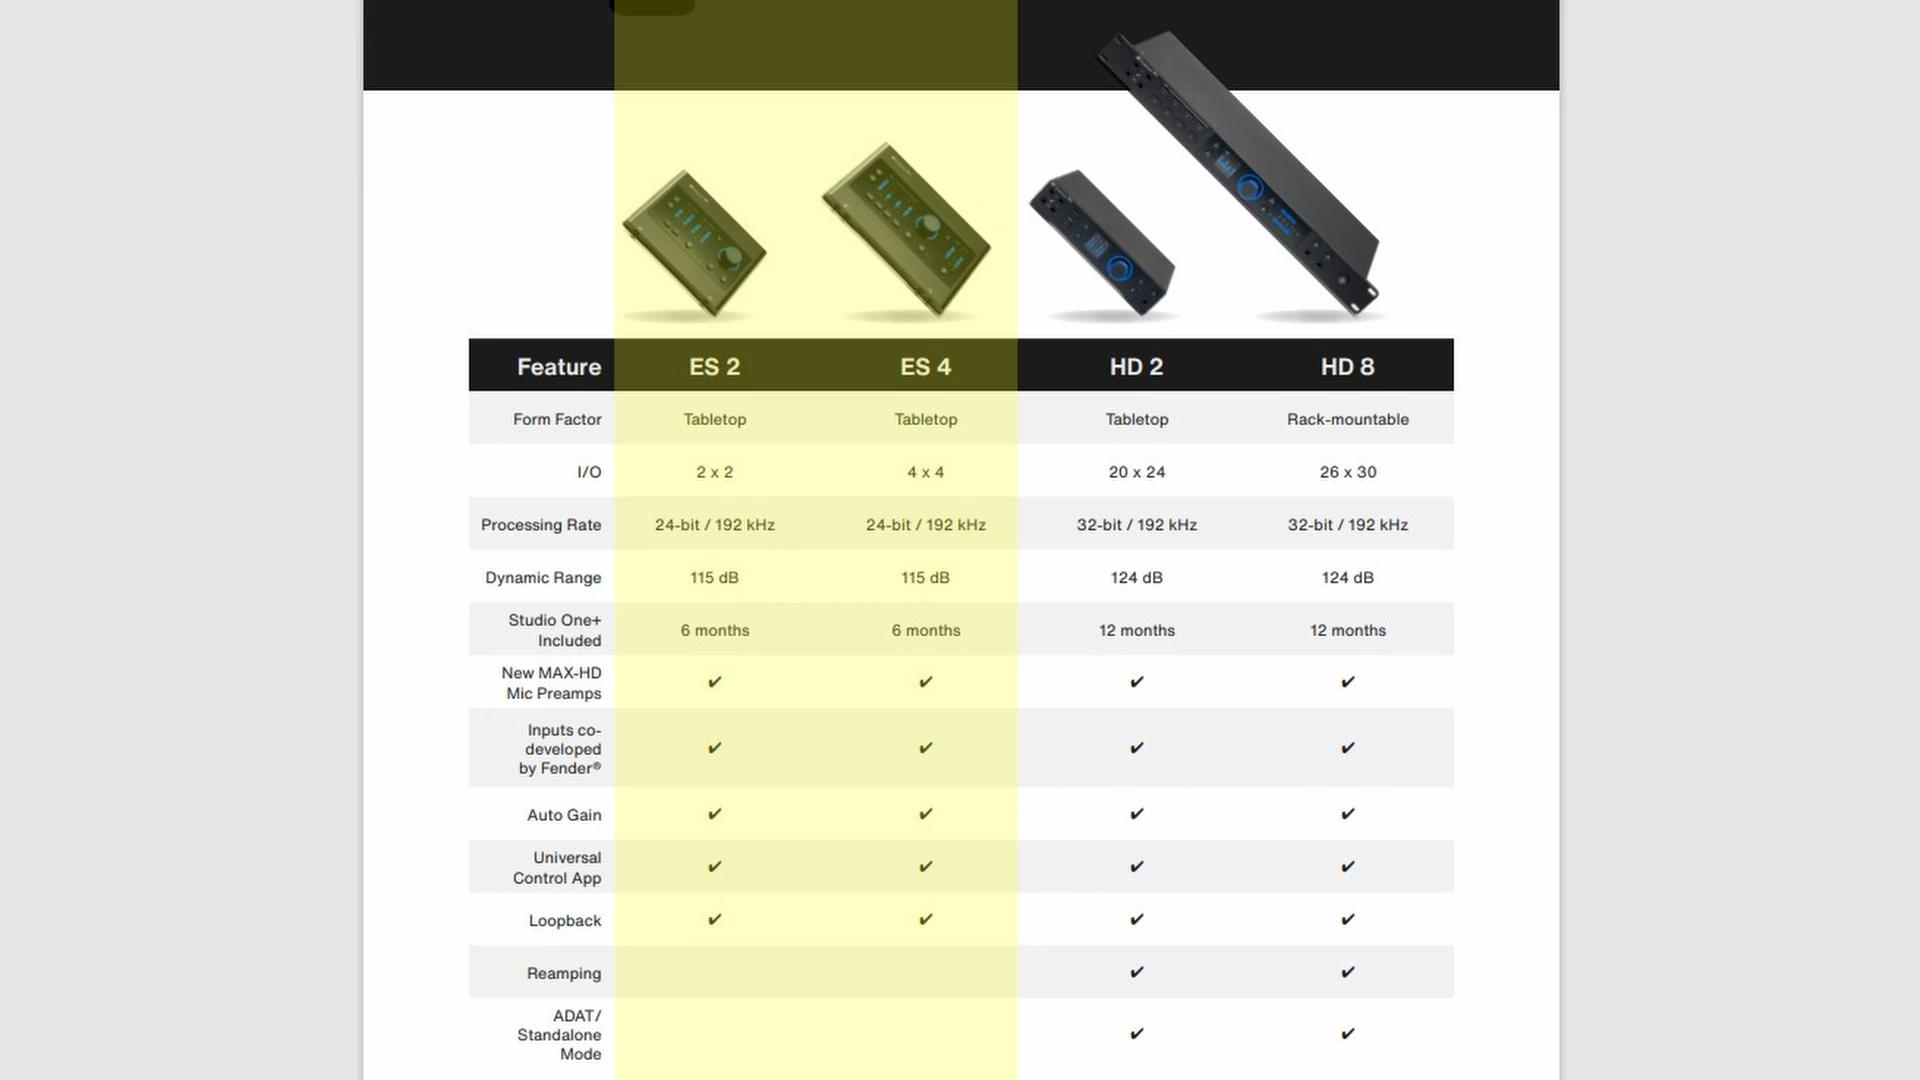 Feature ES 2 ES 4 HD 2 HD 8
Form Factor Tabletop Tabletop Tabletop Rack-mountable
I/O 2 x 2 4 x 4 20 x 24 26 x 30
Processing Rate 24-bit / 192 kHz 24-bit / 192 kHz 32-bit / 192 kHz 32-bit / 192 kHz
Dynamic Range 115 dB 115 dB 124 dB 124 dB
Studio One+
Included 6 months 6 months 12 months 12 months
New MAX-HD
Mic Preamps ✔ ✔ ✔ ✔
Inputs co-
developed
by Fender® ✔ ✔ ✔ ✔
Auto Gain ✔ ✔ ✔ ✔
Universal
Control App ✔ ✔ ✔ ✔
Loopback ✔ ✔ ✔ ✔
Reamping ✔ ✔
ADAT/
Standalone
Mode ✔ ✔